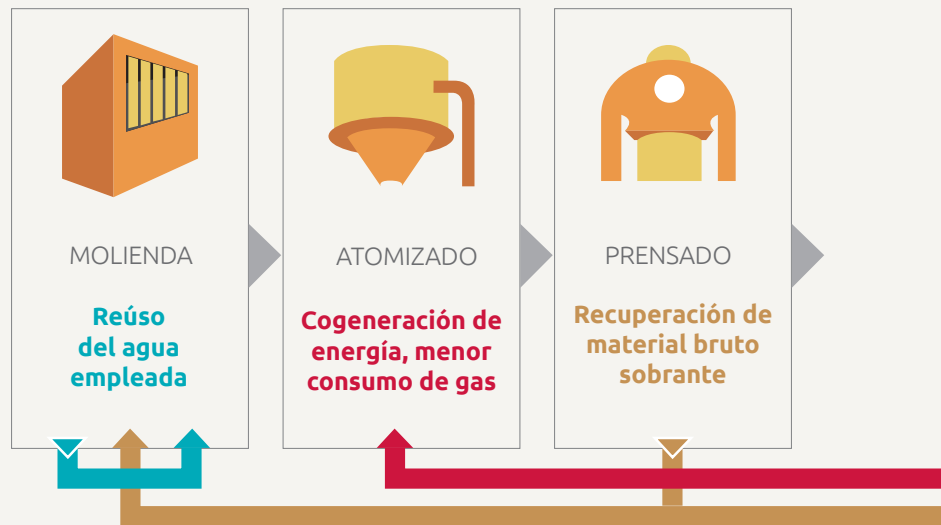 MOLIENDA
Reúso
del agua
empleada
ATOMIZADO
Cogeneración de
energía, menor
consumo de gas
PRENSADO
Recuperación de
material bruto
sobrante